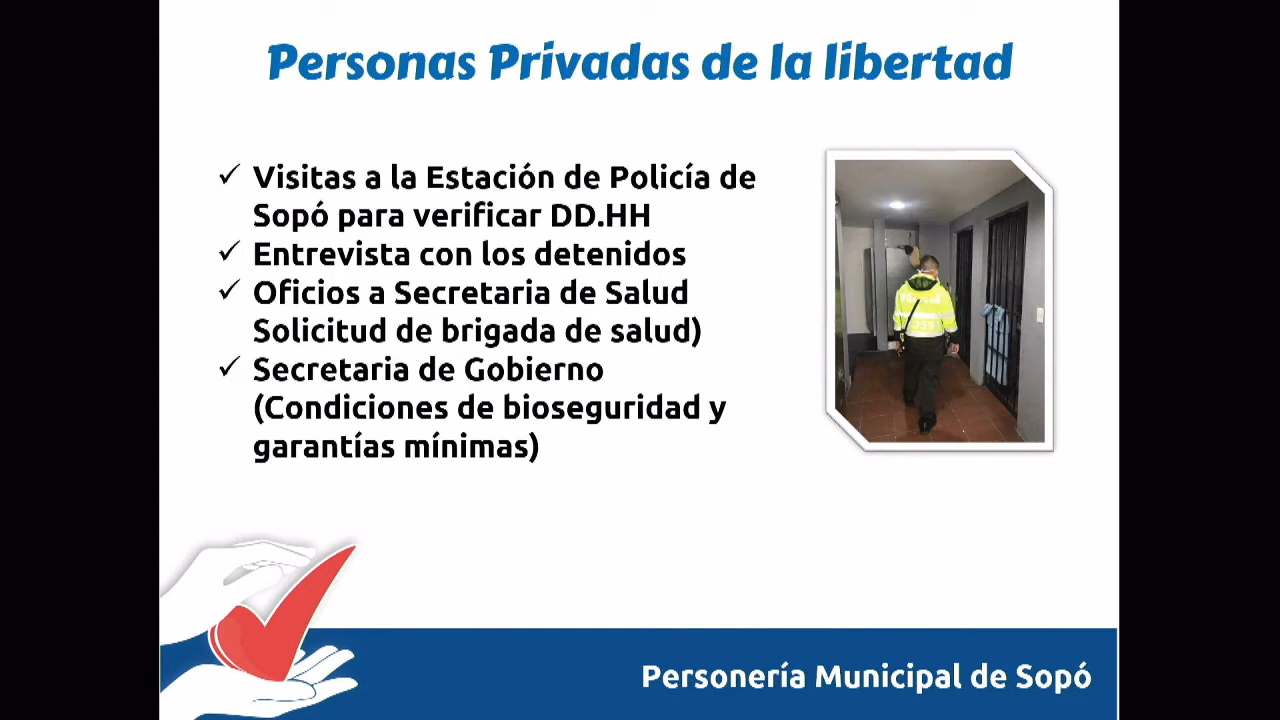 Personas Privadas de la libertad
✓ Visitas a la Estación de Policía de
Sopó para verificar DD.HH
✓ Entrevista con los detenidos
✓ Oficios a Secretaria de Salud
Solicitud de brigada de salud)
✓ Secretaria de Gobierno
(Condiciones de bioseguridad y
garantías mínimas)
POLICIA
Personería Municipal de Sopó